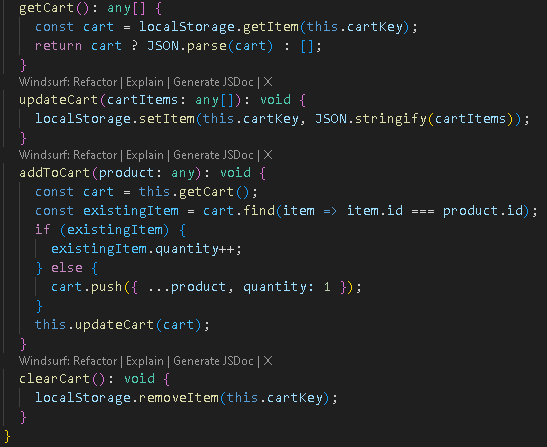 getCart(): any[] {
  const cart = localStorage.getItem(this.cartKey);
  return cart ? JSON.parse(cart) : [];
}
Windsurf: Refactor | Explain | Generate JSDoc | X
updateCart(cartItems: any[]): void {
  localStorage.setItem(this.cartKey, JSON.stringify(cartItems));
}
Windsurf: Refactor | Explain | Generate JSDoc | X
addToCart(product: any): void {
  const cart = this.getCart();
  const existingItem = cart.find(item => item.id === product.id);
  if (existingItem) {
    existingItem.quantity++;
  } else {
    cart.push({ ...product, quantity: 1 });
  }
  this.updateCart(cart);
}
Windsurf: Refactor | Explain | Generate JSDoc | X
clearCart(): void {
  localStorage.removeItem(this.cartKey);
}
}